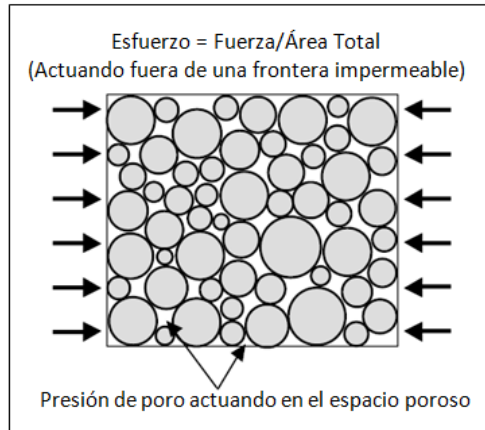 Esfuerzo = Fuerza/Área Total
(Actuando fuera de una frontera impermeable)
Presión de poro actuando en el espacio poroso